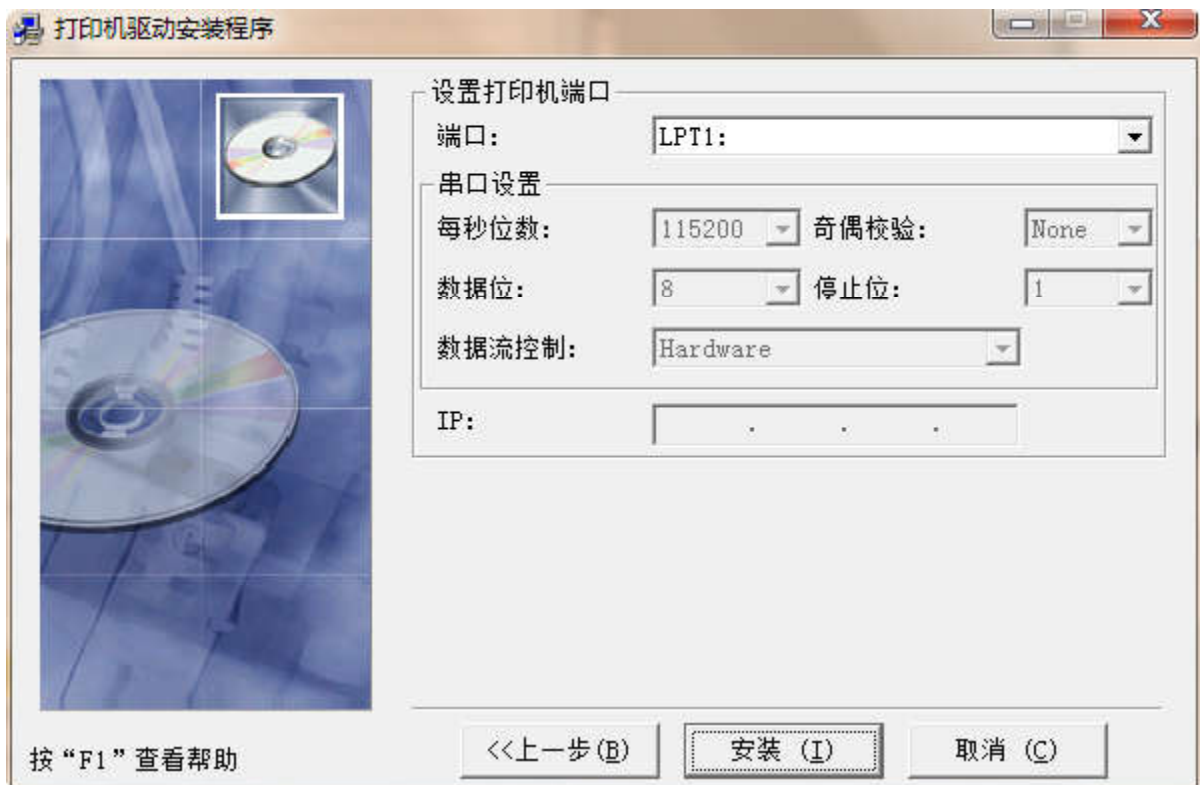 打印机驱动安装程序
设置打印机端口
端口: LPT1:
串口设置
每秒位数: 115200 奇偶校验: None
数据位: 8 停止位: 1
数据流控制: Hardware
IP: . . .
按“F1”查看帮助 <<上一步(B) 安装 (I) 取消 (C)